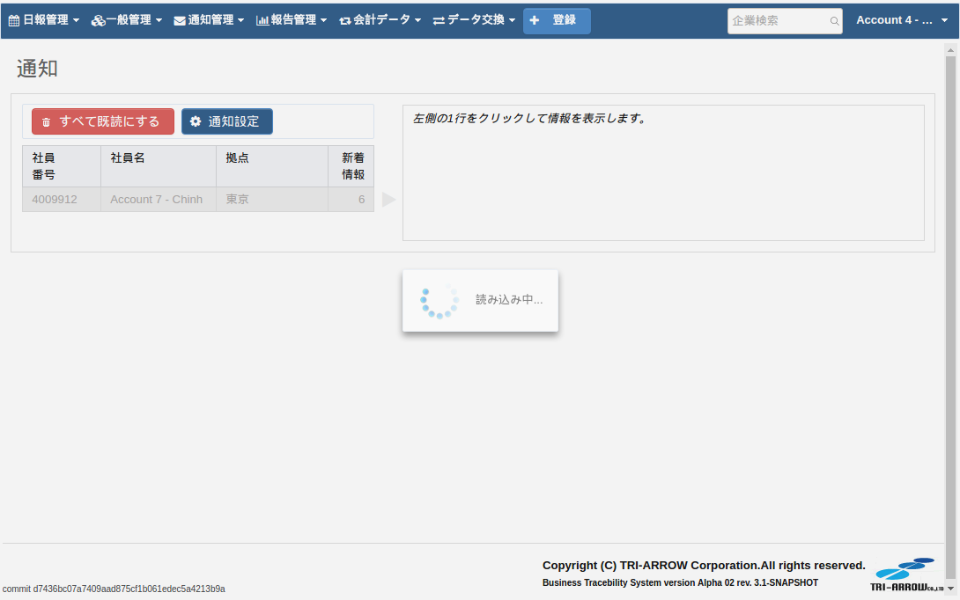 日報管理 一般管理 通知管理 報告管理 会計データ データ交換 登録 企業検索 Account 4 - ...
通知
すべて既読にする 通知設定
左側の1行をクリックして情報を表示します。
社員番号 社員名 拠点 新着情報
4009912 Account 7 - Chinh 東京 6
読み込み中...
Copyright (C) TRI-ARROW Corporation.All rights reserved.
Business Tracebility System version Alpha 02 rev. 3.1-SNAPSHOT
TRI-ARROW CO.,LTD
commit d7436bc07a7409aad875cf1b061edec5a4213b9a